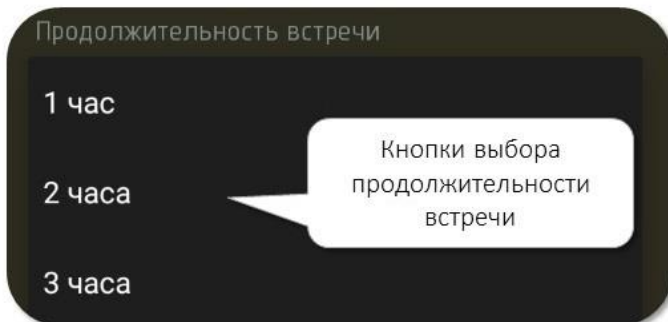 Продолжительность встречи
1 час
2 часа
3 часа
Кнопки выбора
продолжительности
встречи